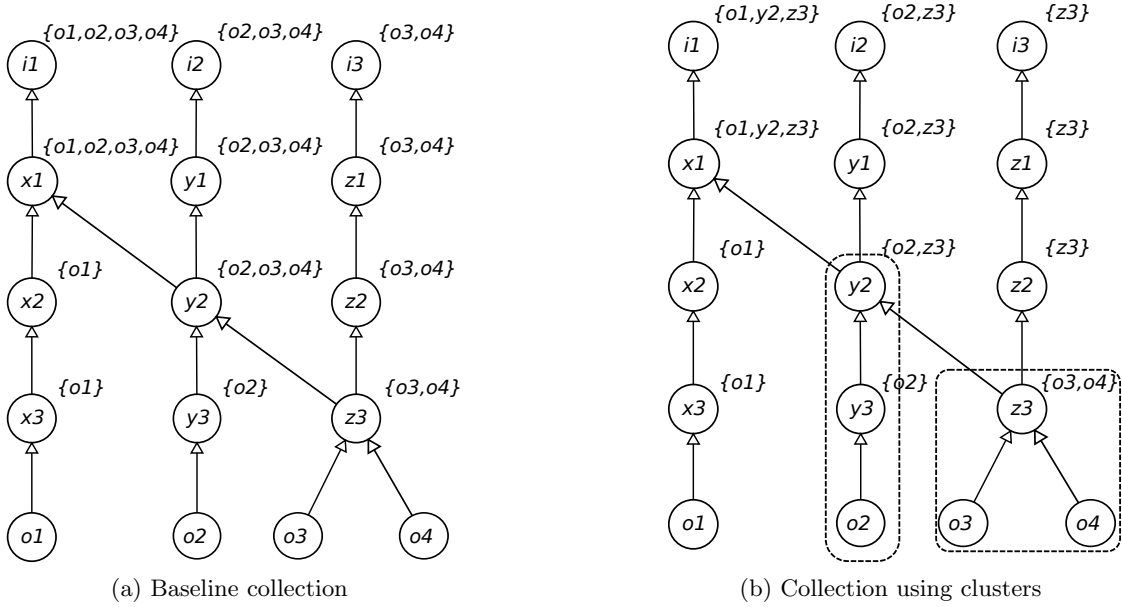 {o1,o2,o3,o4} {o2,o3,o4} {o3,o4}
i1 i2 i3
{o1,o2,o3,o4} {o2,o3,o4} {o3,o4}
x1 y1 z1
{o1} {o2,o3,o4} {o3,o4}
x2 y2 z2
{o1} {o2} {o3,o4}
x3 y3 z3
o1 o2 o3 o4
(a) Baseline collection
{o1,y2,z3} {o2,z3} {z3}
i1 i2 i3
{o1,y2,z3} {o2,z3} {z3}
x1 y1 z1
{o1} {o2,z3} {z3}
x2 y2 z2
{o1} {o2} {o3,o4}
x3 y3 z3
o1 o2 o3 o4
(b) Collection using clusters